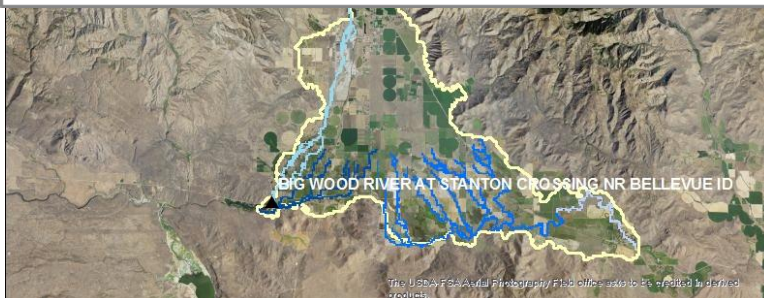 BIG WOOD RIVER AT STANTON CROSSING NR BELLEVUE ID
The USDA-FSA Aerial Photography Field office asks to be credited in derived
products.